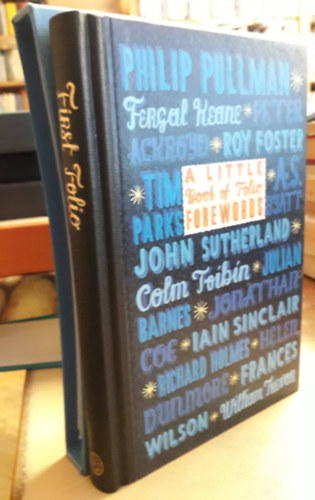 First Folio
PHILIP PULLMAN
Fergal Keane * PETER
ACKROYD * ROY FOSTER
* TIM
PARKS
A LITTLE
Book of Folio
FOREWORDS
* A.S.
BYATT
JOHN SUTHERLAND *
Colm Toibín * JULIAN
BARNES * JONATHAN
COE * IAIN SINCLAIR
* RICHARD HOLMES * HELEN
DUNMORE * FRANCES
WILSON * William Trevor